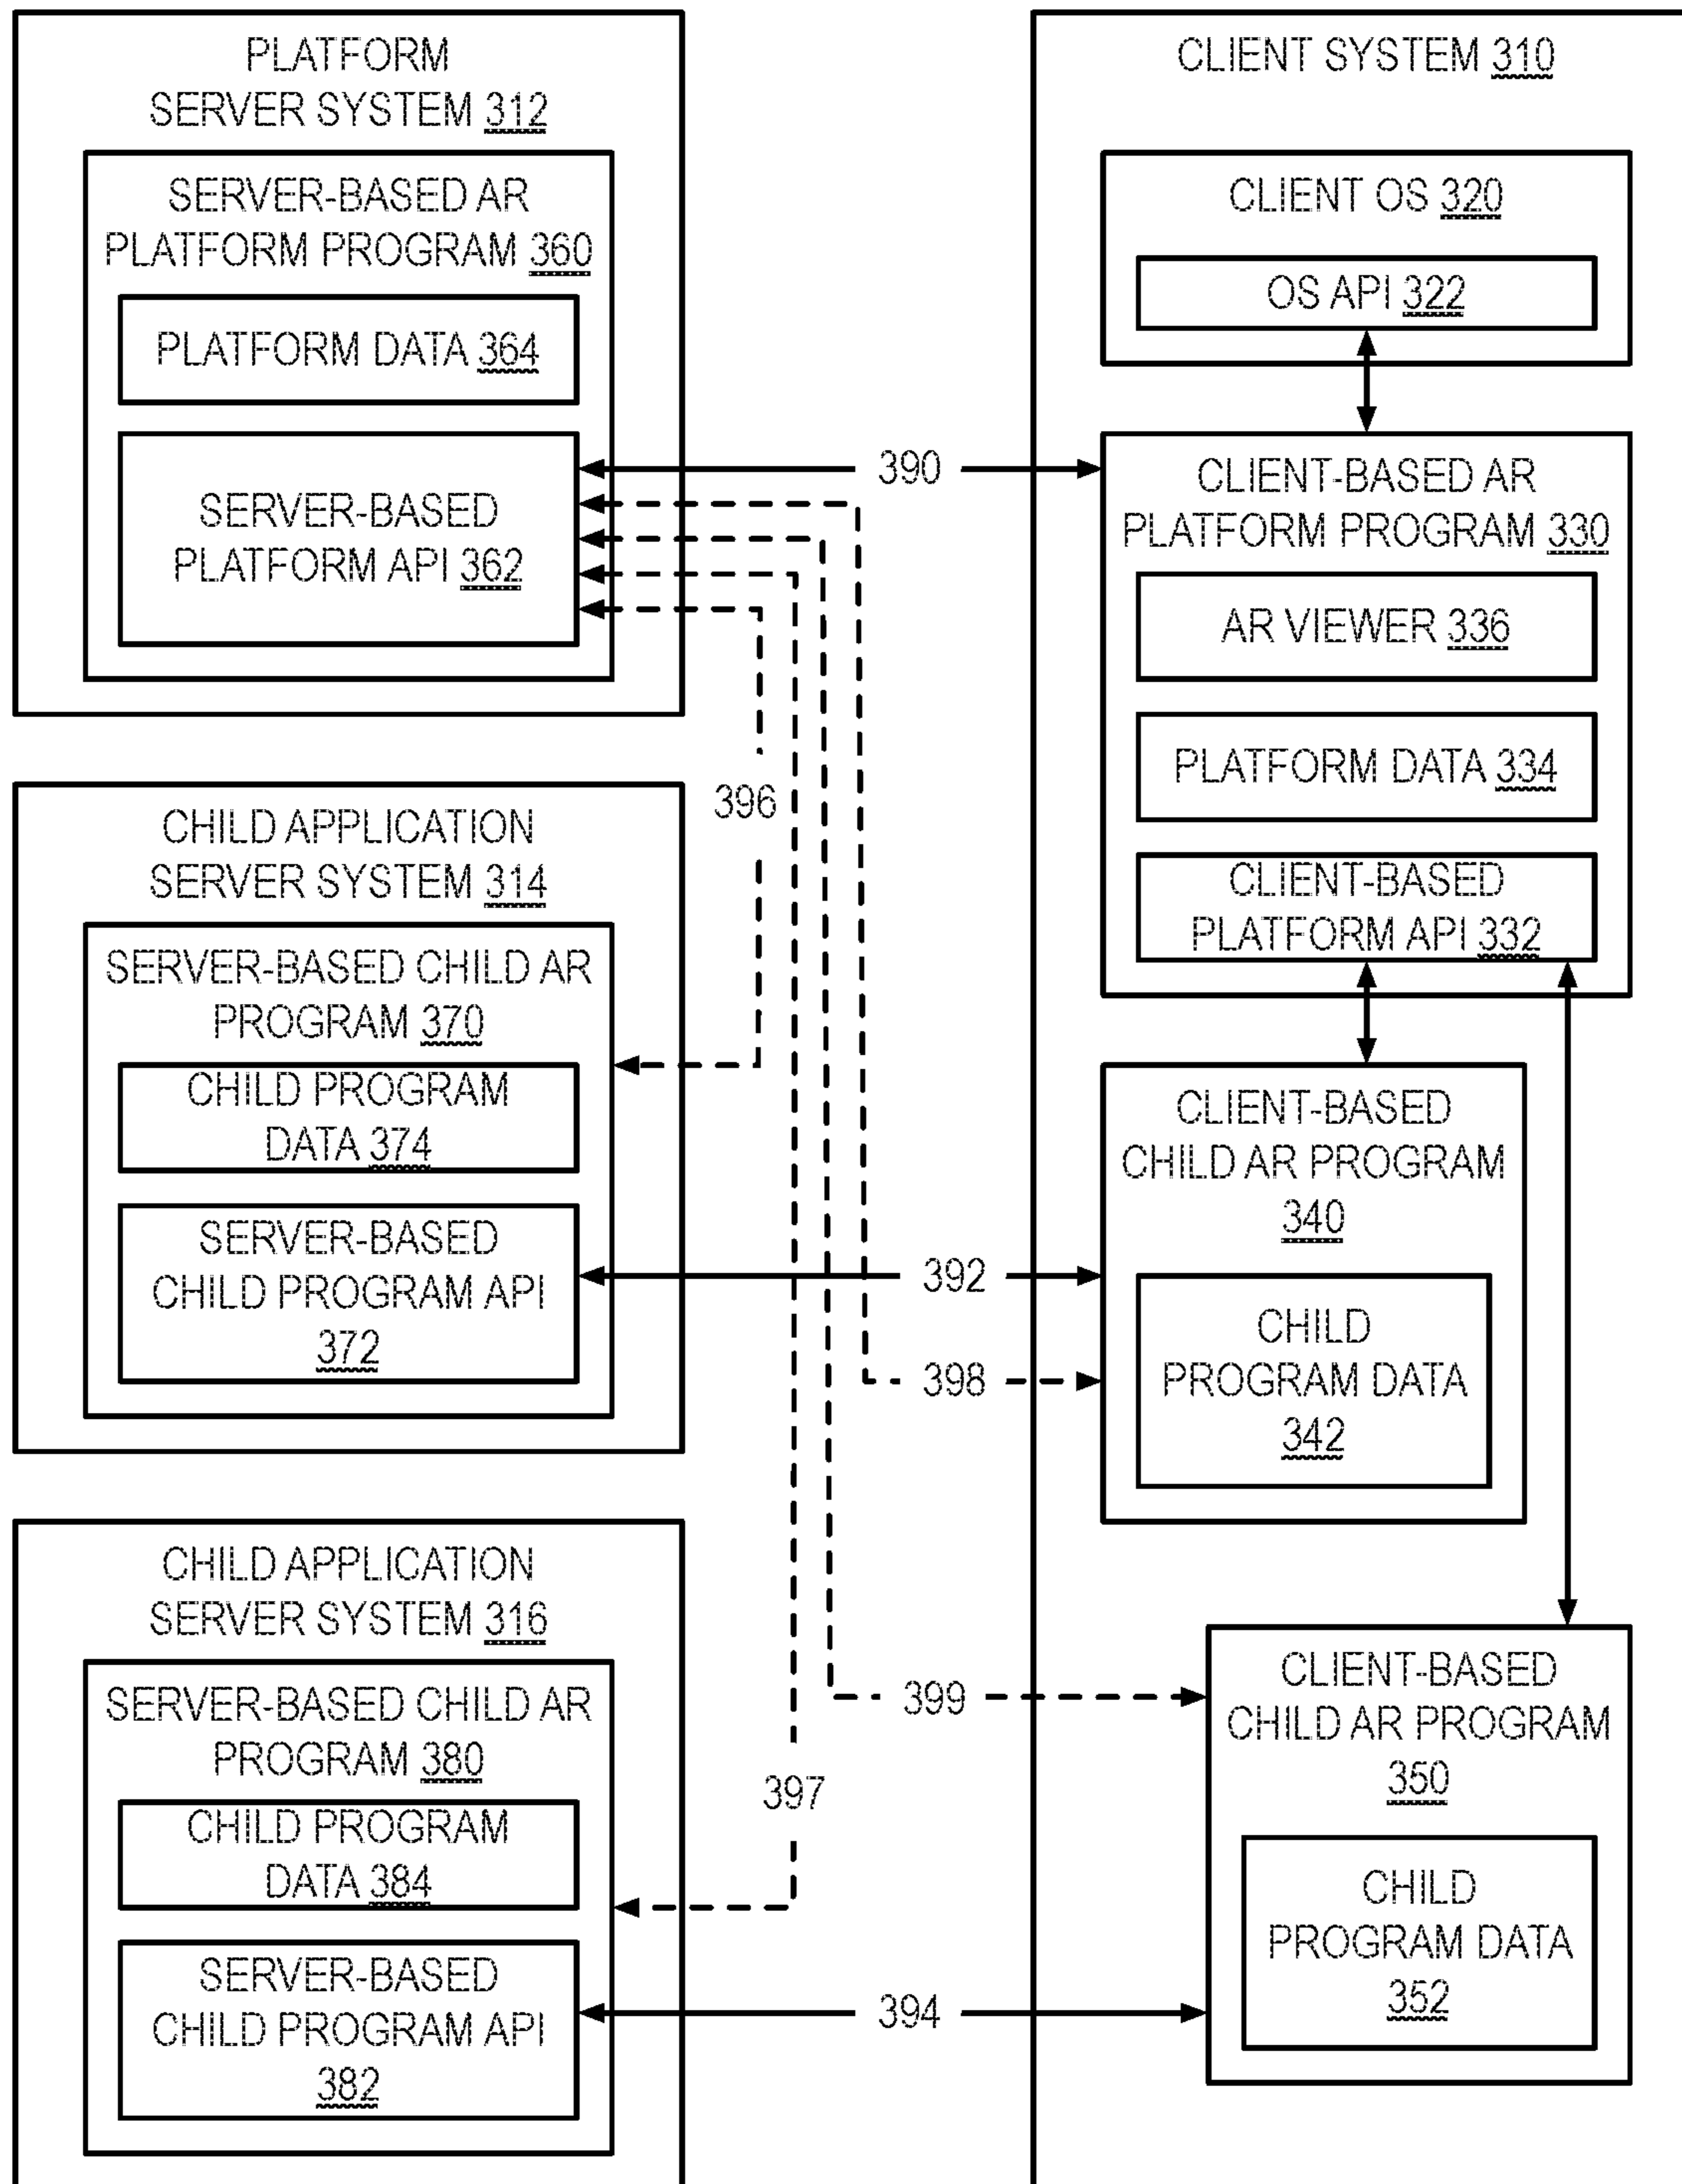 PLATFORM
SERVER SYSTEM 312
SERVER-BASED AR
PLATFORM PROGRAM 360
PLATFORM DATA 364
SERVER-BASED
PLATFORM API 362
CHILD APPLICATION
SERVER SYSTEM 314
SERVER-BASED CHILD AR
PROGRAM 370
CHILD PROGRAM
DATA 374
SERVER-BASED
CHILD PROGRAM API
372
CHILD APPLICATION
SERVER SYSTEM 316
SERVER-BASED CHILD AR
PROGRAM 380
CHILD PROGRAM
DATA 384
SERVER-BASED
CHILD PROGRAM API
382
390
396
392
398
399
397
394
CLIENT SYSTEM 310
CLIENT OS 320
OS API 322
CLIENT-BASED AR
PLATFORM PROGRAM 330
AR VIEWER 336
PLATFORM DATA 334
CLIENT-BASED
PLATFORM API 332
CLIENT-BASED
CHILD AR PROGRAM
340
CHILD
PROGRAM DATA
342
CLIENT-BASED
CHILD AR PROGRAM
350
CHILD
PROGRAM DATA
352